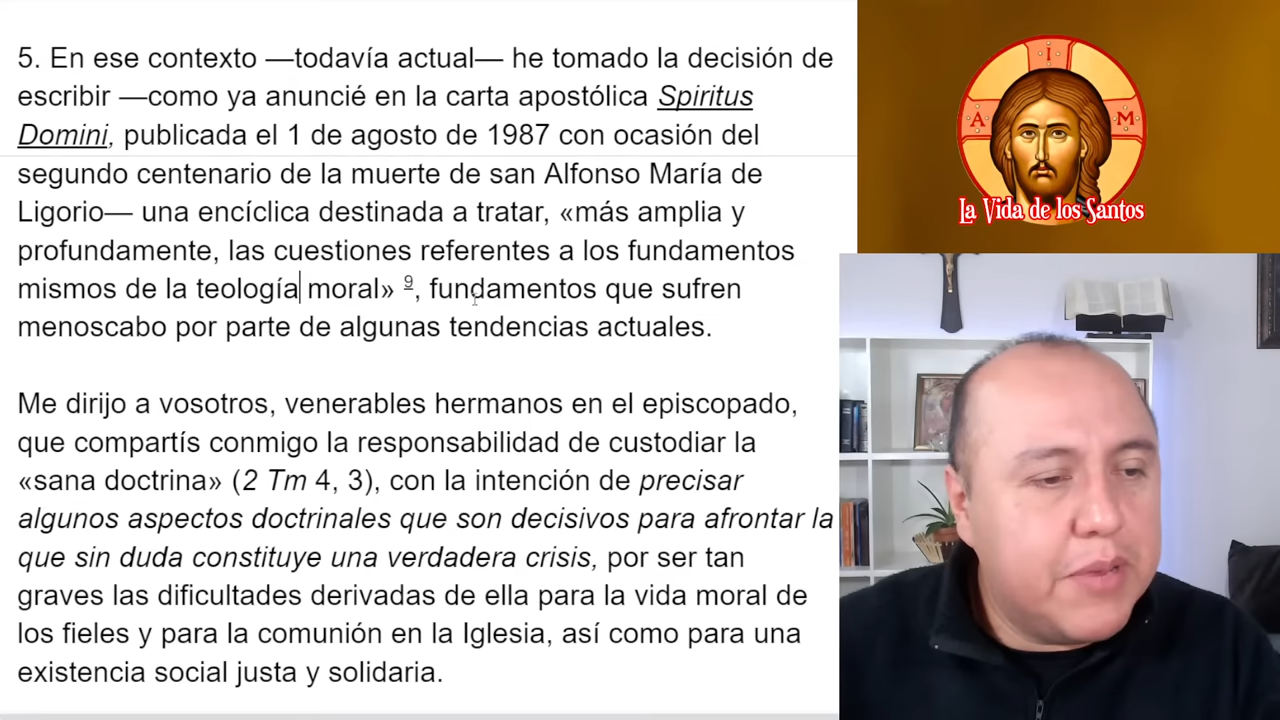 5. En ese contexto —todavía actual— he tomado la decisión de
escribir —como ya anuncié en la carta apostólica Spiritus
Domini, publicada el 1 de agosto de 1987 con ocasión del
segundo centenario de la muerte de san Alfonso María de
Ligorio— una encíclica destinada a tratar, «más amplia y
profundamente, las cuestiones referentes a los fundamentos
mismos de la teología moral» 9, fundamentos que sufren
menoscabo por parte de algunas tendencias actuales.
Me dirijo a vosotros, venerables hermanos en el episcopado,
que compartís conmigo la responsabilidad de custodiar la
«sana doctrina» (2 Tm 4, 3), con la intención de precisar
algunos aspectos doctrinales que son decisivos para afrontar la
que sin duda constituye una verdadera crisis, por ser tan
graves las dificultades derivadas de ella para la vida moral de
los fieles y para la comunión en la Iglesia, así como para una
existencia social justa y solidaria.
I
A M
La Vida de los Santos